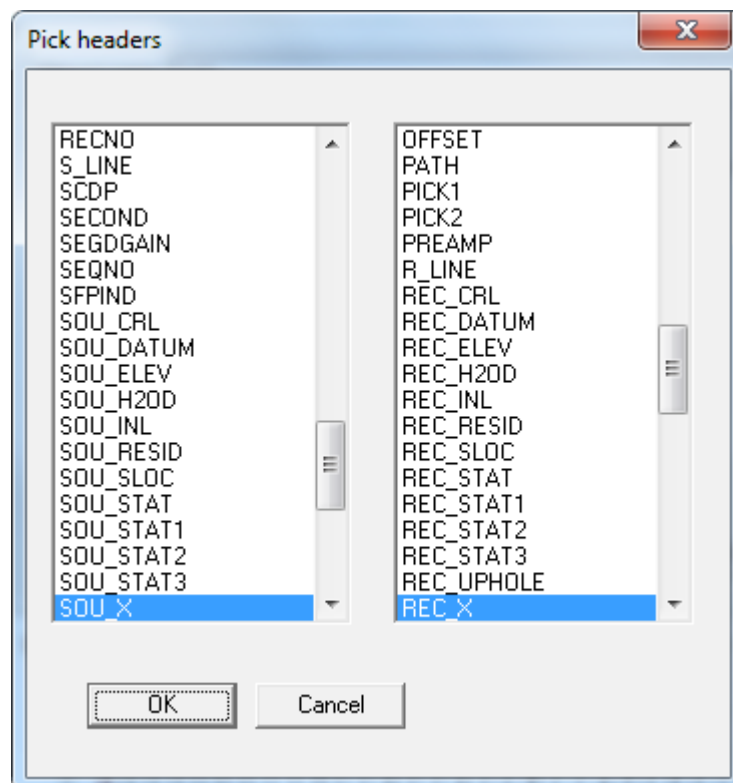 Pick headers
RECNO
S_LINE
SCDP
SECOND
SEGDGAIN
SEQNO
SFPIND
SOU_CRL
SOU_DATUM
SOU_ELEV
SOU_H2OD
SOU_INL
SOU_RESID
SOU_SLOC
SOU_STAT
SOU_STAT1
SOU_STAT2
SOU_STAT3
SOU_X
OFFSET
PATH
PICK1
PICK2
PREAMP
R_LINE
REC_CRL
REC_DATUM
REC_ELEV
REC_H2OD
REC_INL
REC_RESID
REC_SLOC
REC_STAT
REC_STAT1
REC_STAT2
REC_STAT3
REC_UPHOLE
REC_X
OK
Cancel